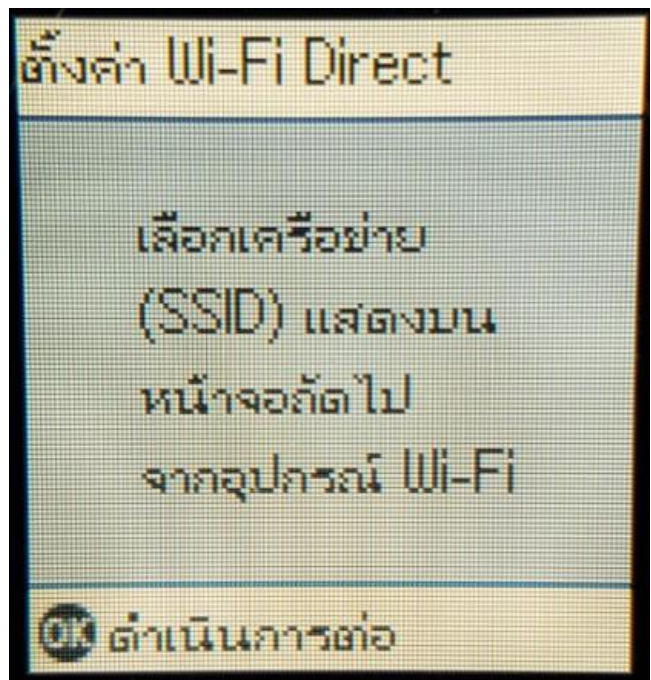 ตั้งค่า Wi-Fi Direct
เลือกเครือข่าย
(SSID) แสดงบน
หน้าจอถัดไป
จากอุปกรณ์ Wi-Fi
OK ดำเนินการต่อ